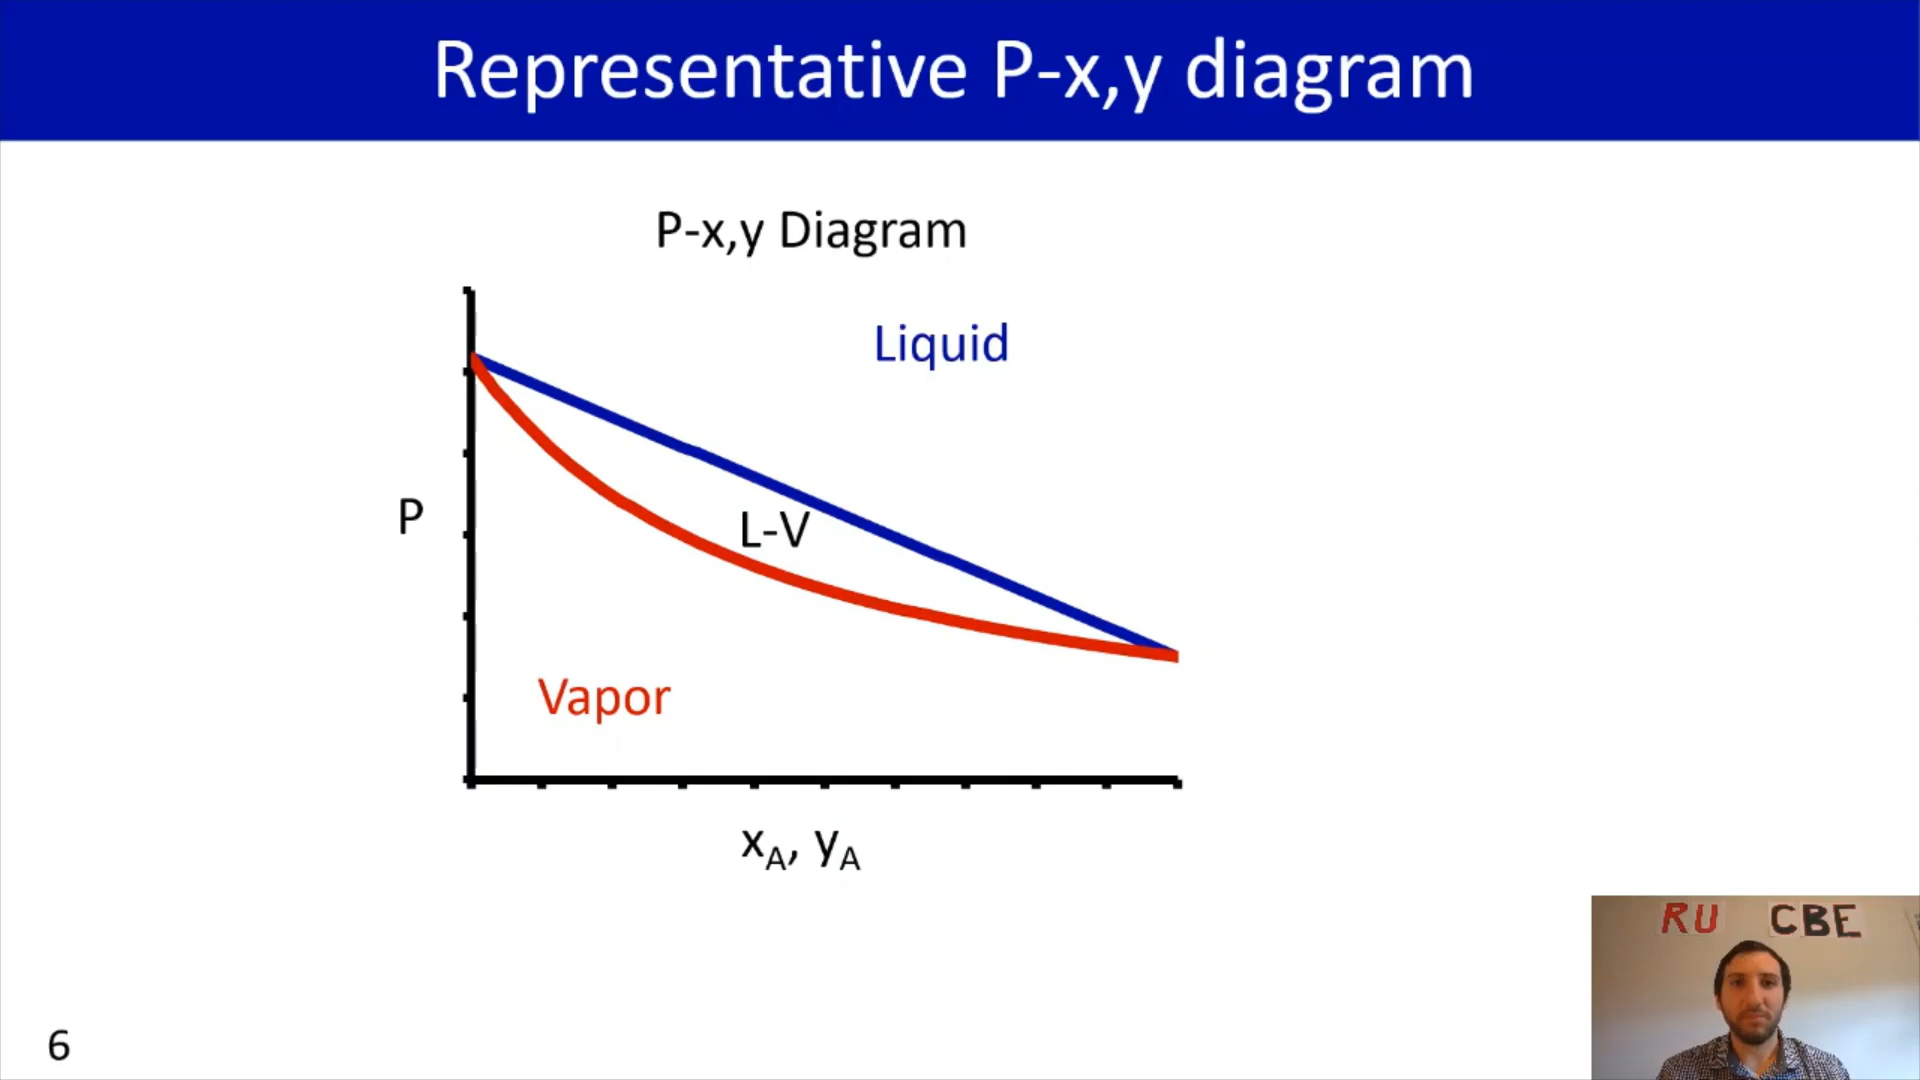 Representative P-x,y diagram
P-x,y Diagram
Liquid
P
L-V
Vapor
xA, yA
RU CBE
6